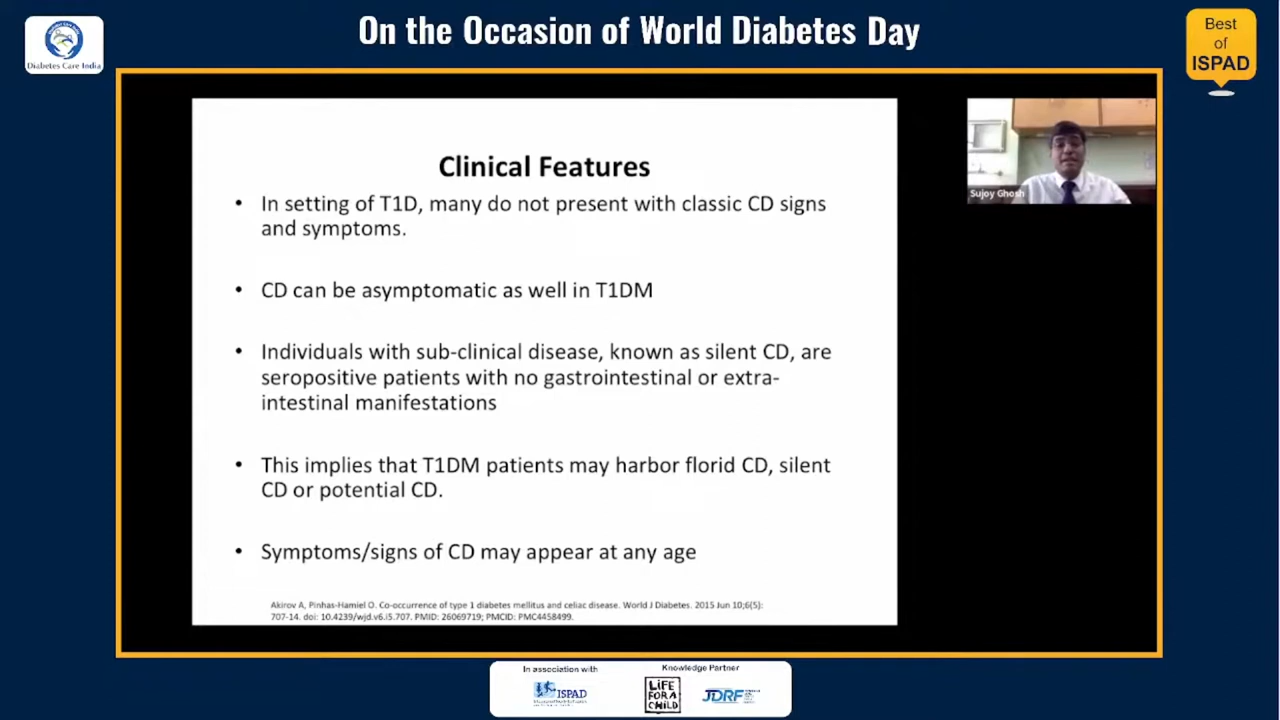 On the Occasion of World Diabetes Day
Diabetes Care India
Best
of
ISPAD
Clinical Features
• In setting of T1D, many do not present with classic CD signs
and symptoms.
• CD can be asymptomatic as well in T1DM
• Individuals with sub-clinical disease, known as silent CD, are
seropositive patients with no gastrointestinal or extra-
intestinal manifestations
• This implies that T1DM patients may harbor florid CD, silent
CD or potential CD.
• Symptoms/signs of CD may appear at any age
Akirov A, Pinhas-Hamiel O. Co-occurrence of type 1 diabetes mellitus and celiac disease. World J Diabetes. 2015 Jun 10;6(5):
707-14. doi: 10.4239/wjd.v6.i5.707. PMID: 26069719; PMCID: PMC4458499.
Sujoy Ghosh
In association with
ISPAD
Knowledge Partner
LiFE
FOR A
CHiLD
JDRF